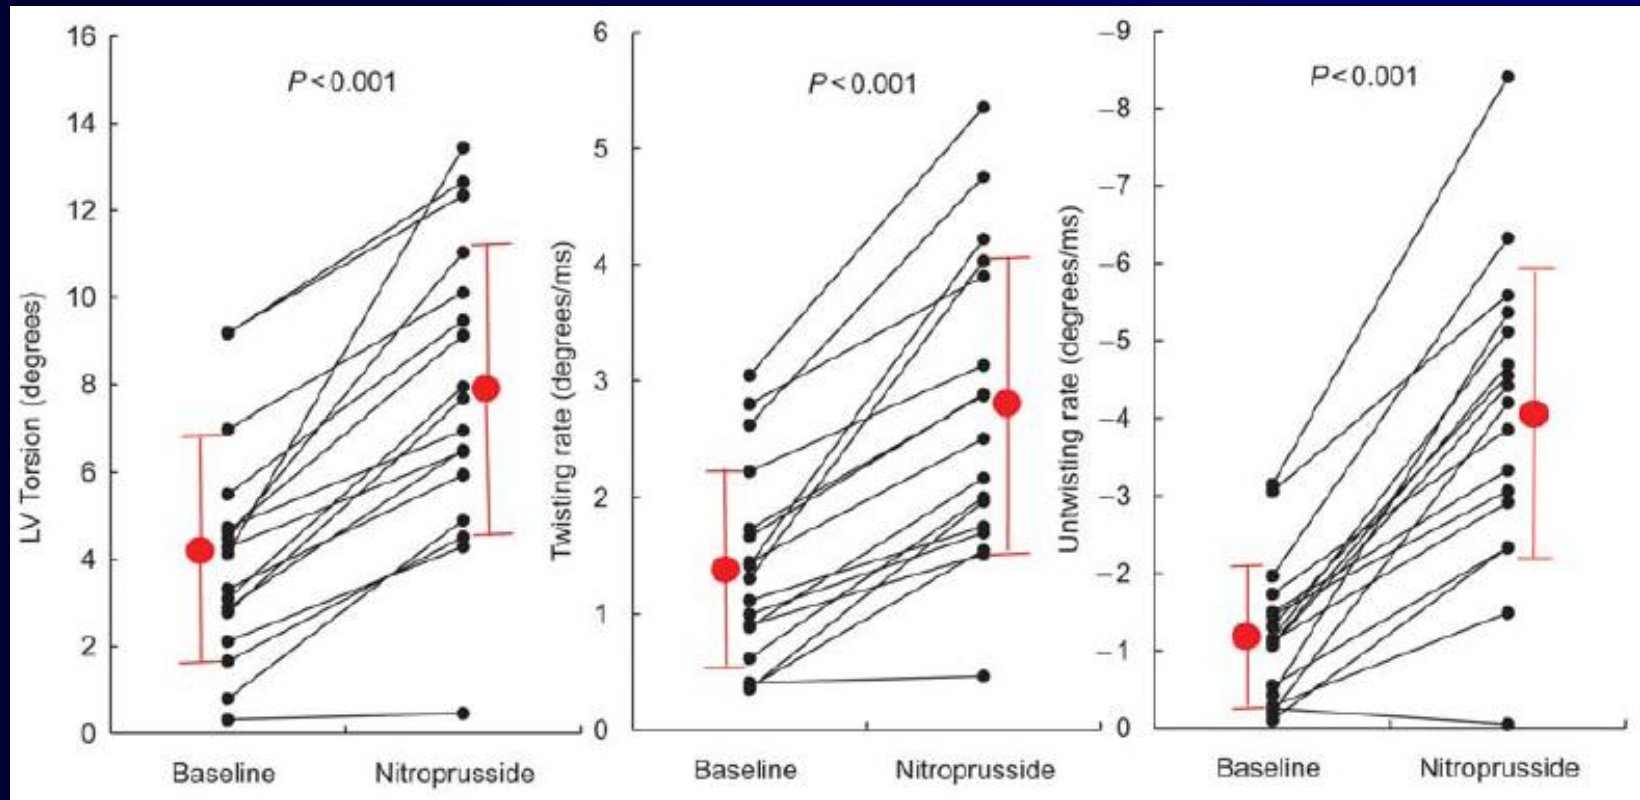 LV Torsion (degrees)
16
14
12
10
8
6
4
2
0
P<0.001
Baseline
Nitroprusside
Twisting rate (degrees/ms)
6
5
4
3
2
1
0
P<0.001
Baseline
Nitroprusside
Untwisting rate (degrees/ms)
–9
–8
–7
–6
–5
–4
–3
–2
–1
0
P<0.001
Baseline
Nitroprusside